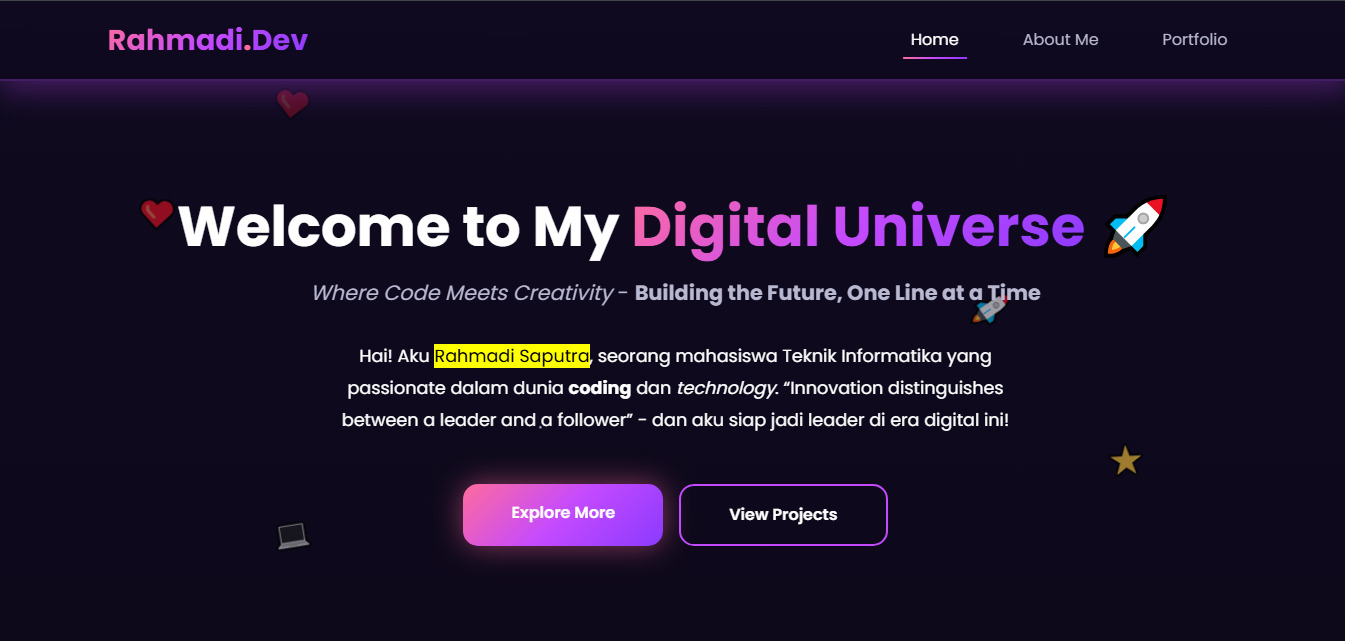 Rahmadi.Dev
Home
About Me
Portfolio
Welcome to My Digital Universe 🚀
Where Code Meets Creativity - Building the Future, One Line at a Time
Hai! Aku Rahmadi Saputra, seorang mahasiswa Teknik Informatika yang
passionate dalam dunia coding dan technology. “Innovation distinguishes
between a leader and a follower” - dan aku siap jadi leader di era digital ini!
Explore More
View Projects